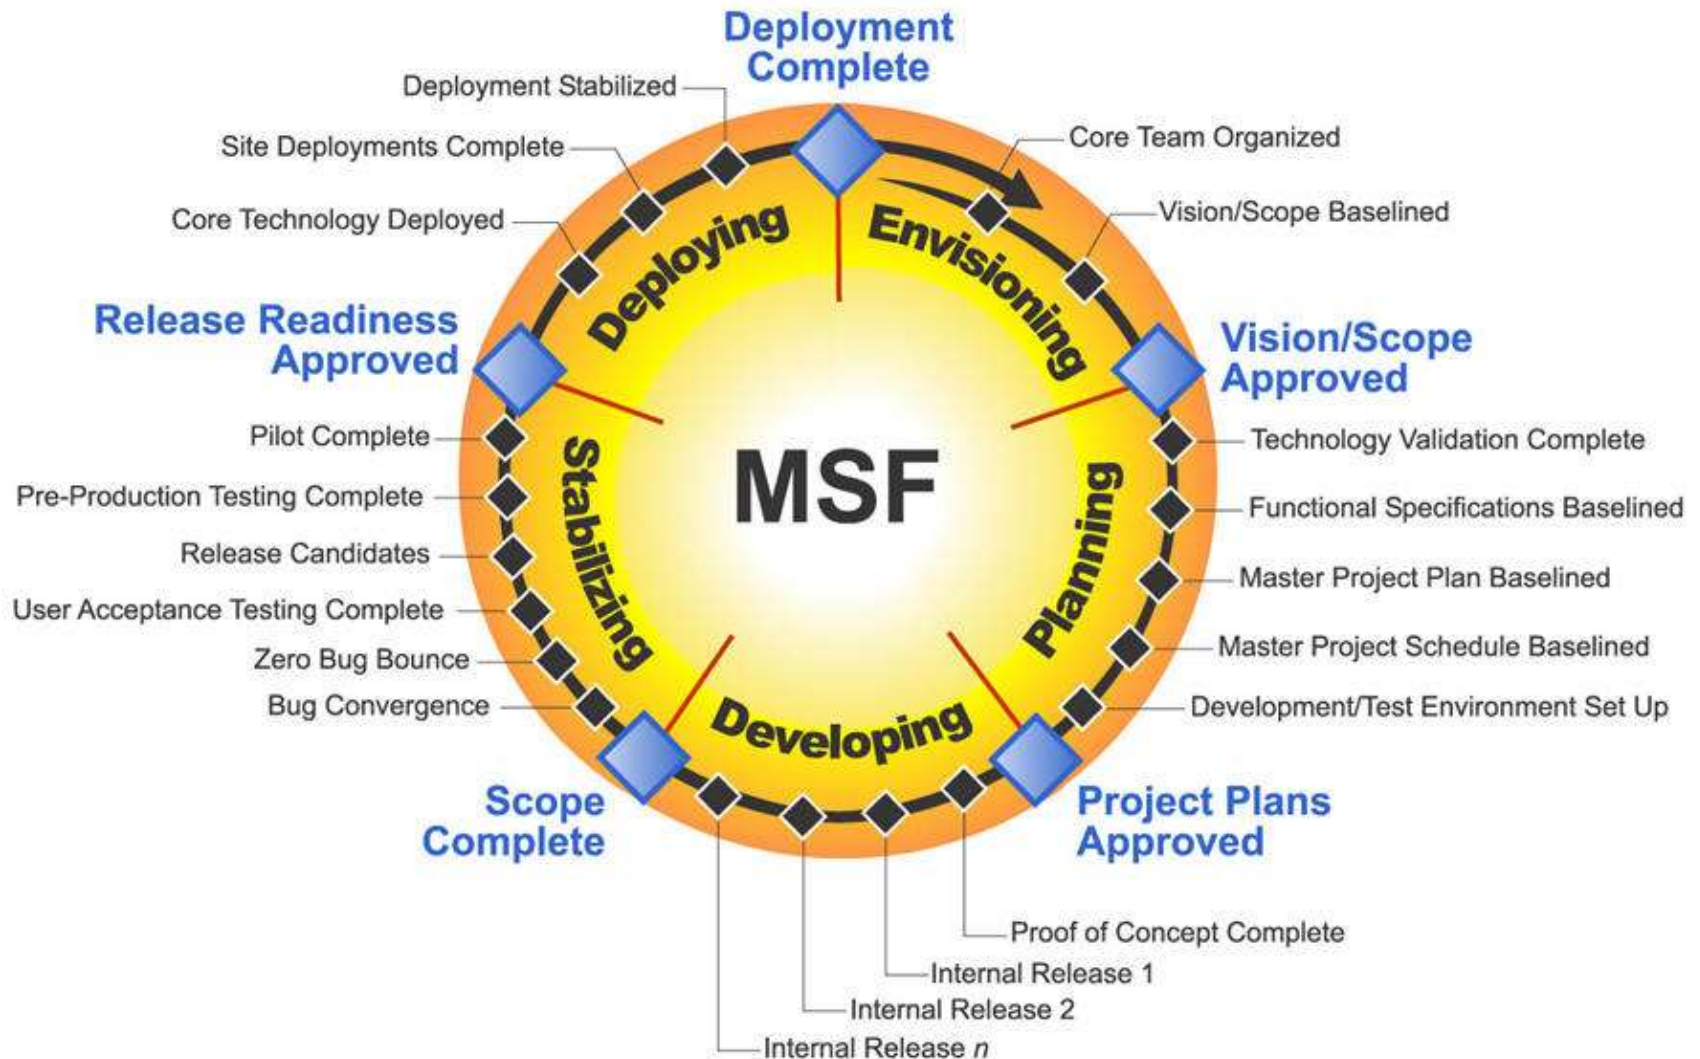 Deployment
Complete
Deployment Stabilized
Core Team Organized
Site Deployments Complete
Vision/Scope Baselined
Core Technology Deployed
Deploying
Envisioning
Release Readiness
Approved
Vision/Scope
Approved
Pilot Complete
Technology Validation Complete
Pre-Production Testing Complete
Functional Specifications Baselined
MSF
Stabilizing
Planning
Release Candidates
Master Project Plan Baselined
User Acceptance Testing Complete
Master Project Schedule Baselined
Zero Bug Bounce
Bug Convergence
Development/Test Environment Set Up
Developing
Scope
Complete
Project Plans
Approved
Proof of Concept Complete
Internal Release 1
Internal Release 2
Internal Release n